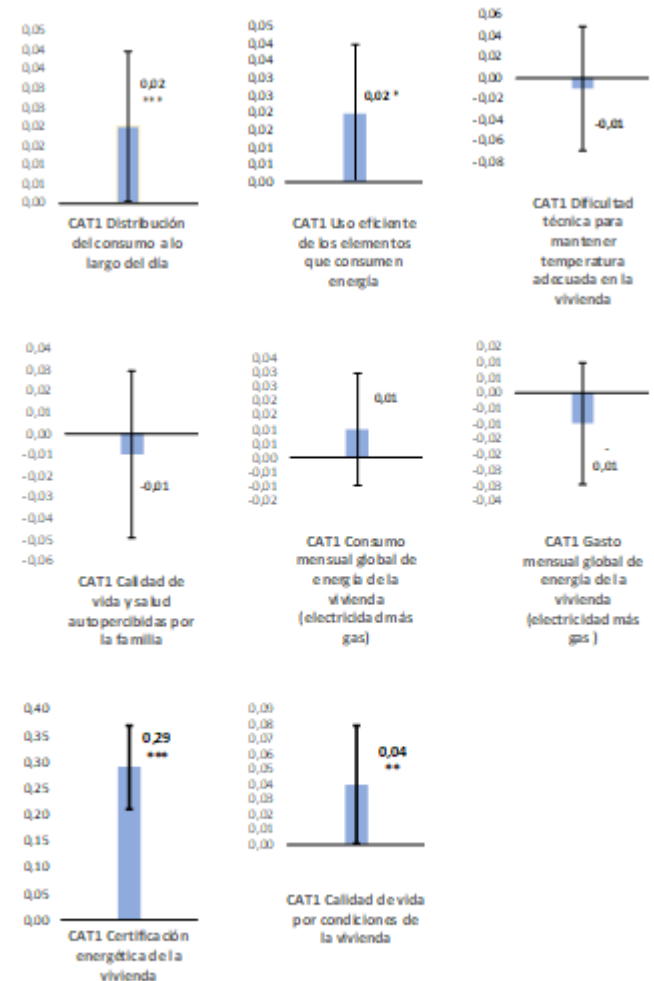 0,05
0,04
0,04
0,03
0,03
0,02
0,02
0,01
0,01
0,00
0,02
***
CAT1 Distribución
del consumo a lo
largo del día
0,05
0,04
0,04
0,03
0,03
0,02
0,02
0,01
0,01
0,00
0,02 *
CAT1 Uso eficiente
de los elementos
que consumen
energía
0,06
0,04
0,02
0,00
-0,02
-0,04
-0,06
-0,08
-0,01
CAT1 Dificultad
técnica para
mantener
temperatura
adecuada en la
vivienda
0,04
0,03
0,02
0,01
0,00
-0,01
-0,02
-0,03
-0,04
-0,05
-0,06
-0,01
CAT1 Calidad de
vida y salud
autopercibidas por
la familia
0,04
0,03
0,03
0,02
0,02
0,01
0,01
0,00
-0,01
-0,01
-0,02
0,01
CAT1 Consumo
mensual global de
energía de la
vivienda
(electricidad más
gas)
0,02
0,01
0,01
0,00
-0,01
-0,01
-0,02
-0,02
-0,03
-0,03
-0,04
-
0,01
CAT1 Gasto
mensual global de
energía de la
vivienda
(electricidad más
gas )
0,40
0,35
0,30
0,25
0,20
0,15
0,10
0,05
0,00
0,29
***
CAT1 Certificación
energética de la
vivienda
0,09
0,08
0,07
0,06
0,05
0,04
0,03
0,02
0,01
0,00
0,04
**
CAT1 Calidad de vida
por condiciones de
la vivienda